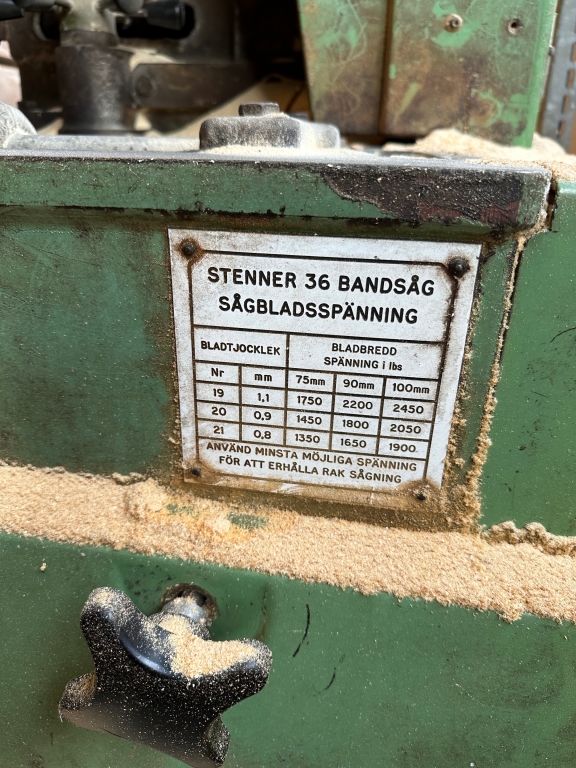 STENNER 36 BANDSÅG
SÅGBLADSSPÄNNING
BLADTJOCKLEK BLADBREDD
SPÄNNING i lbs
Nr mm 75mm 90mm 100mm
19 1,1 1750 2200 2450
20 0,9 1450 1800 2050
21 0,8 1350 1650 1900
ANVÄND MINSTA MÖJLIGA SPÄNNING
FÖR ATT ERHÅLLA RAK SÅGNING